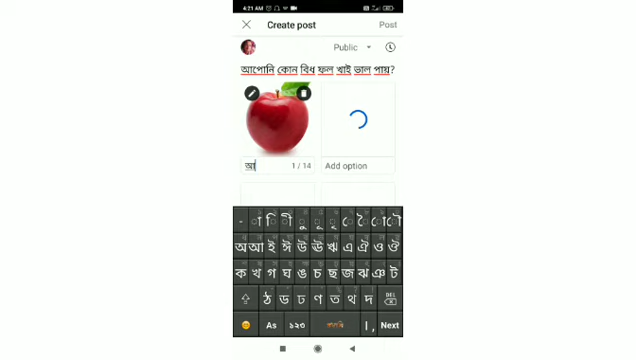 4:21 AM
Create post
Post
Public
আপোনি কোন বিধ ফল খাই ভাল পায়?
আ
1 / 14
Add option
- া ি ী ু ূ ৃ ে ৈ ো ৌ
অ আ ই ঈ উ ঊ ঋ এ ঐ ও ঔ
ক খ গ ঘ ঙ চ ছ জ ঝ ঞ ট
ঠ ড ঢ ণ ত থ দ DEL
As ১২৩ । , Next